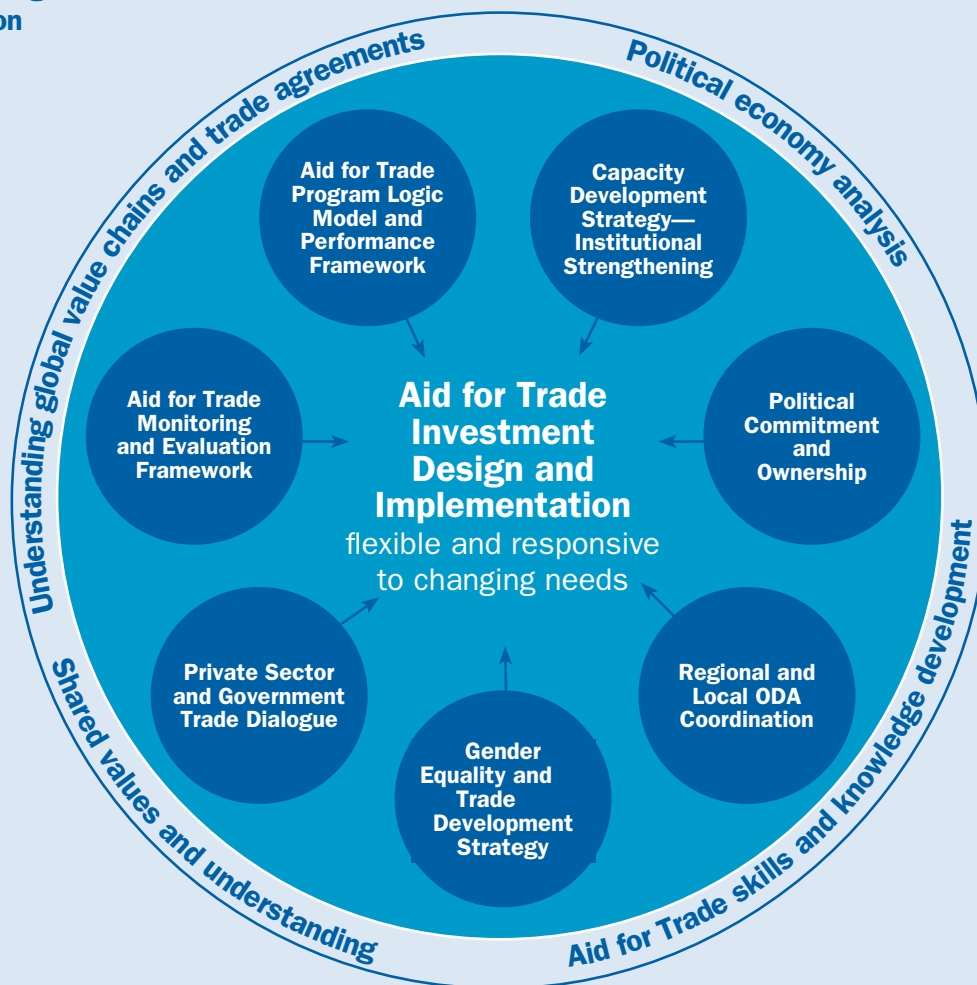 on
Understanding global value chains and trade agreements
Political economy analysis
Aid for Trade
Program Logic
Model and
Performance
Framework
Capacity
Development
Strategy—
Institutional
Strengthening
Aid for Trade
Monitoring
and Evaluation
Framework
Aid for Trade
Investment
Design and
Implementation
flexible and responsive
to changing needs
Political
Commitment
and
Ownership
Private Sector
and Government
Trade Dialogue
Gender
Equality and
Trade
Development
Strategy
Regional and
Local ODA
Coordination
Shared values and understanding
Aid for Trade skills and knowledge development